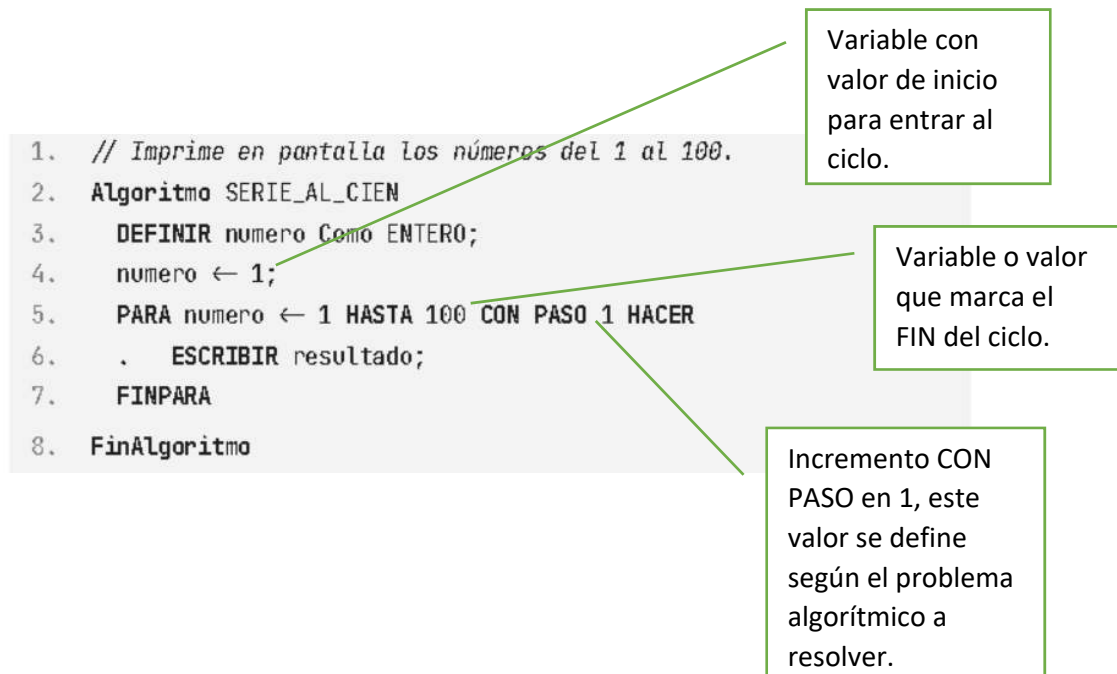 Variable con
valor de inicio
para entrar al
ciclo.
1. // Imprime en pantalla los números del 1 al 100.
2. Algoritmo SERIE_AL_CIEN
3. DEFINIR numero Como ENTERO;
4. numero ← 1;
5. PARA numero ← 1 HASTA 100 CON PASO 1 HACER
6. . ESCRIBIR resultado;
7. FINPARA
8. FinAlgoritmo
Variable o valor
que marca el
FIN del ciclo.
Incremento CON
PASO en 1, este
valor se define
según el problema
algorítmico a
resolver.